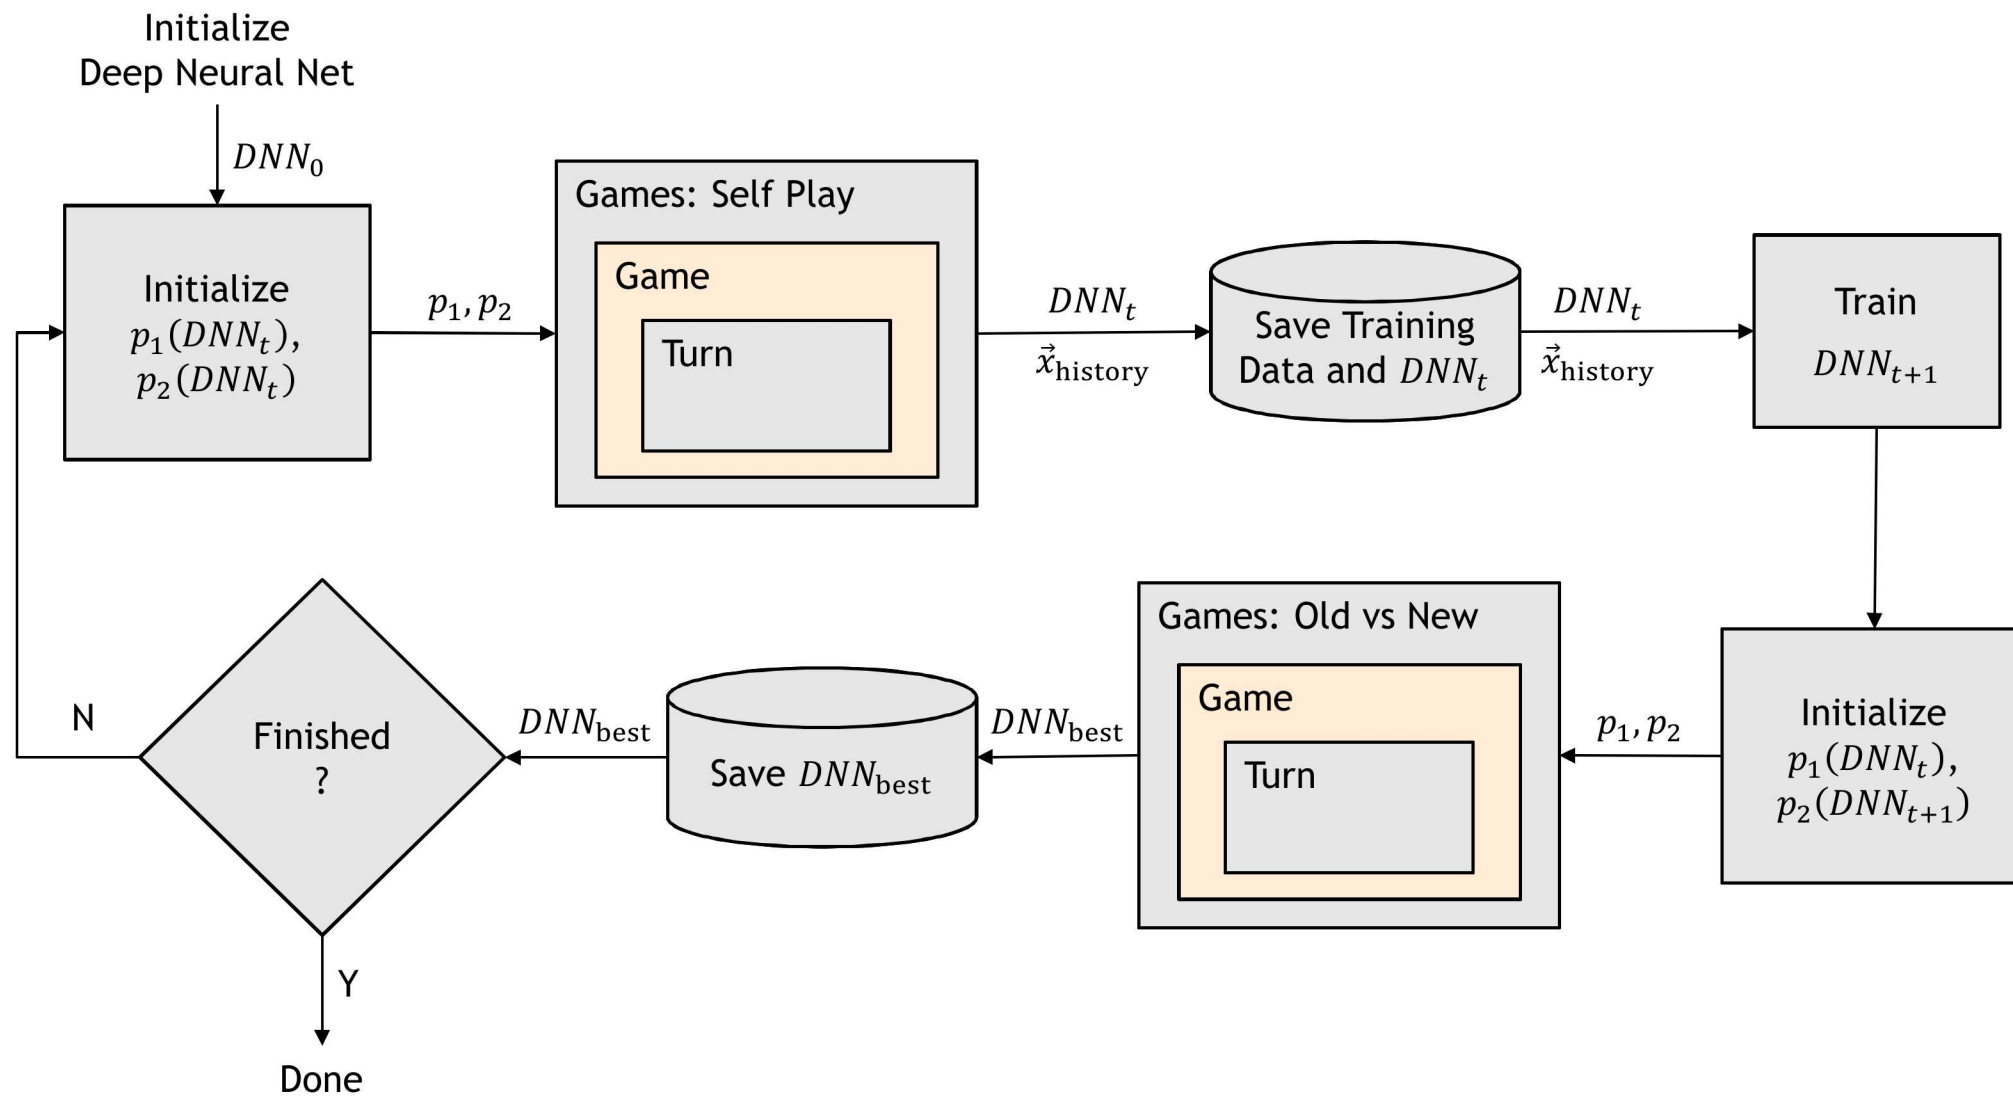 Initialize
Deep Neural Net
DNN₀
Initialize
p₁(DNNₜ),
p₂(DNNₜ)
p₁, p₂
Games: Self Play
Game
Turn
DNNₜ
x⃗history
Save Training
Data and DNNₜ
DNNₜ
x⃗history
Train
DNNₜ₊₁
Initialize
p₁(DNNₜ),
p₂(DNNₜ₊₁)
p₁, p₂
Games: Old vs New
Game
Turn
DNNbest
Save DNNbest
DNNbest
Finished
?
N
Y
Done